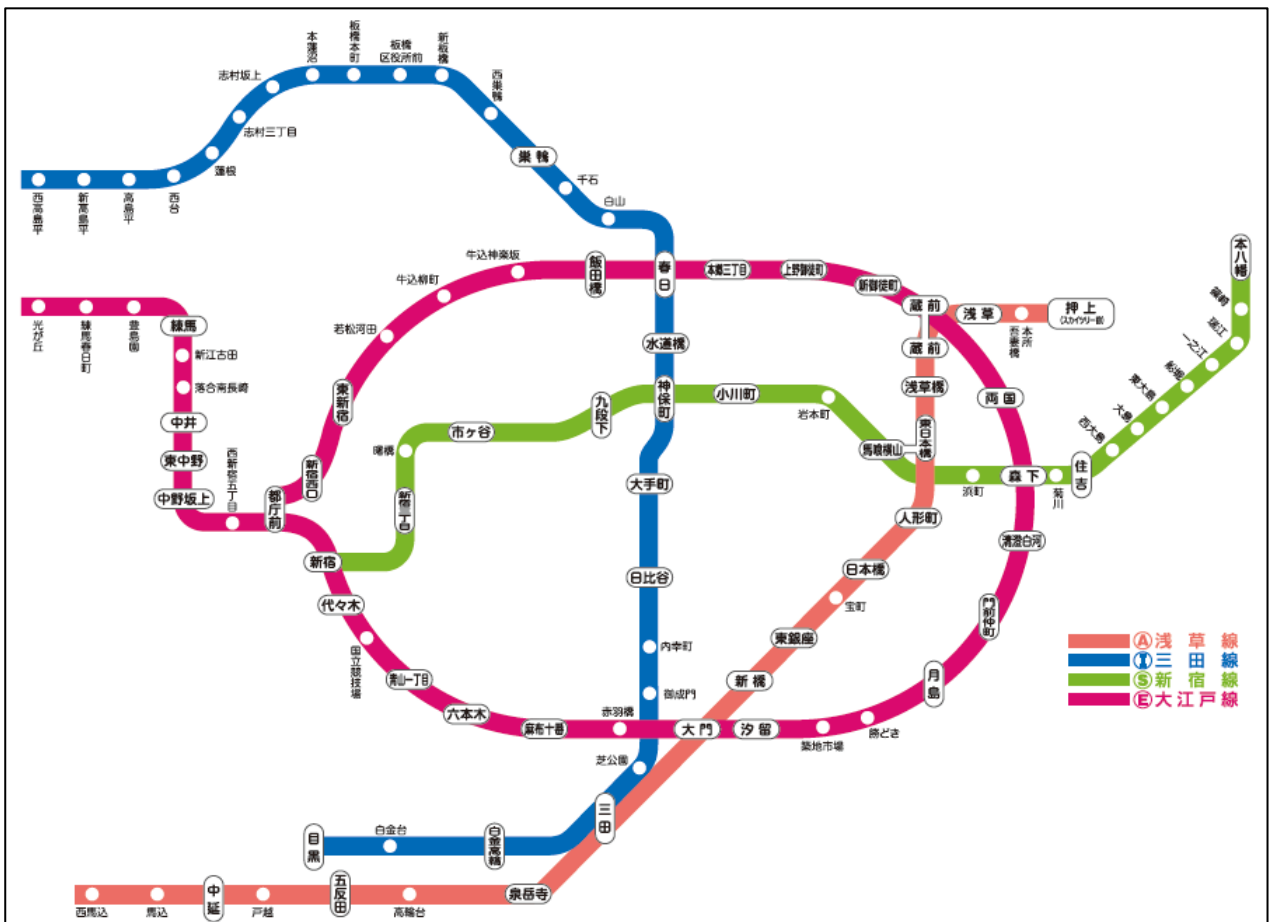 本蓮沼
板橋本町
板橋
区役所前
新板橋
志村坂上
西巣鴨
志村三丁目
巣鴨
蓮根
千石
白山
西高島平
新高島平
高島平
西台
牛込神楽坂
飯田橋
春日
本郷三丁目
上野御徒町
新御徒町
牛込柳町
若松河田
蔵前
浅草
押上
(スカイツリー前)
本所
吾妻橋
本八幡
篠崎
瑞江
一之江
船堀
東大島
大島
西大島
住吉
光が丘
練馬春日町
豊島園
練馬
新江古田
落合南長崎
中井
東中野
中野坂上
西新宿五丁目
都庁前
新宿西口
東新宿
水道橋
蔵前
浅草橋
両国
神保町
九段下
小川町
岩本町
市ヶ谷
曙橋
新宿三丁目
馬喰横山
東日本橋
大手町
浜町
森下
菊川
人形町
清澄白河
新宿
代々木
日比谷
日本橋
宝町
門前仲町
国立競技場
内幸町
東銀座
青山一丁目
御成門
新橋
月島
六本木
麻布十番
赤羽橋
大門
汐留
築地市場
勝どき
芝公園
三田
目黒
白金台
白金高輪
西馬込
馬込
中延
戸越
五反田
高輪台
泉岳寺
A浅草線
I三田線
S新宿線
E大江戸線